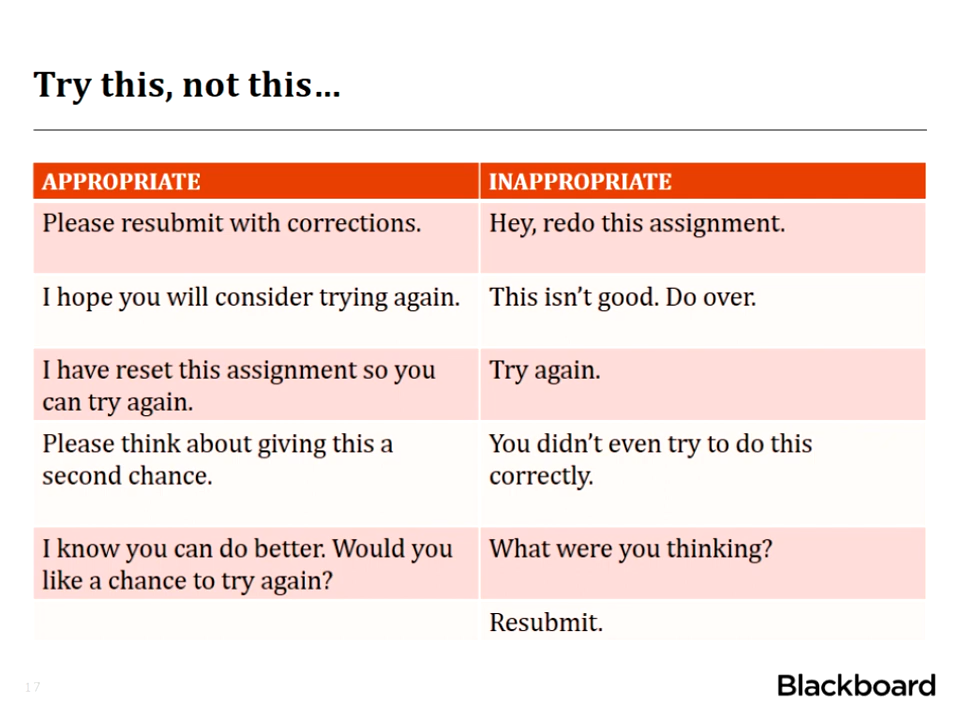 Try this, not this…
APPROPRIATE
INAPPROPRIATE
Please resubmit with corrections.
Hey, redo this assignment.
I hope you will consider trying again.
This isn’t good. Do over.
I have reset this assignment so you
can try again.
Try again.
Please think about giving this a
second chance.
You didn’t even try to do this
correctly.
I know you can do better. Would you
like a chance to try again?
What were you thinking?
Resubmit.
17
Blackboard